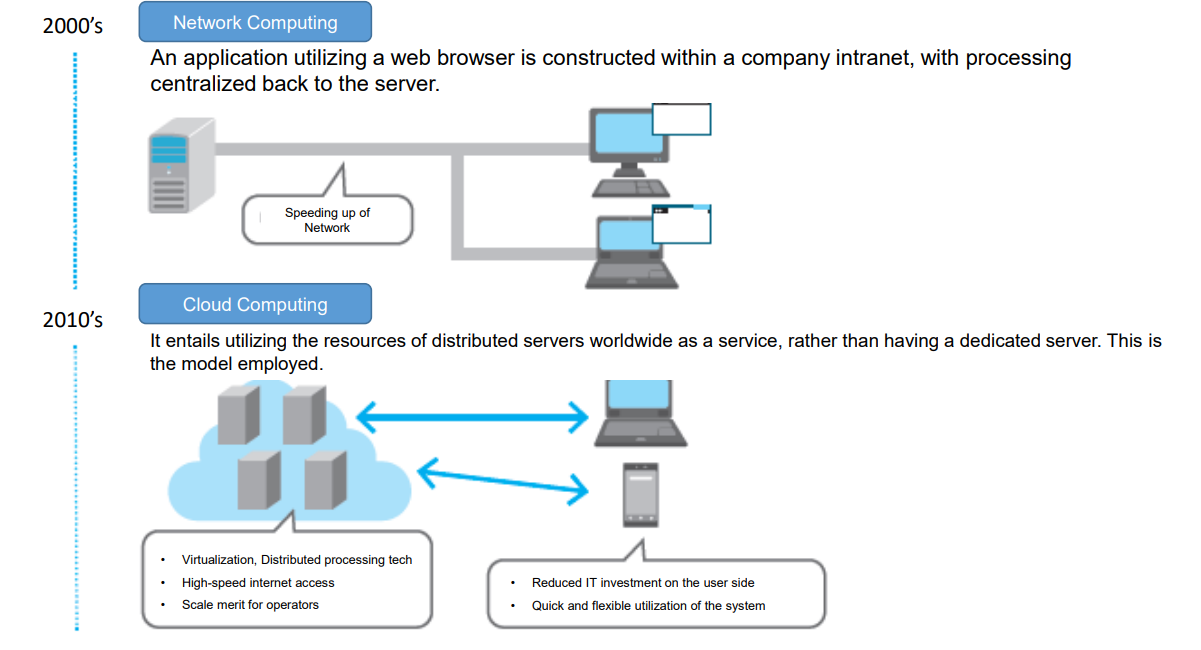 2000’s
Network Computing
An application utilizing a web browser is constructed within a company intranet, with processing
centralized back to the server.
Speeding up of
Network
Cloud Computing
2010’s
It entails utilizing the resources of distributed servers worldwide as a service, rather than having a dedicated server. This is
the model employed.
• Virtualization, Distributed processing tech
• High-speed internet access
• Scale merit for operators
• Reduced IT investment on the user side
• Quick and flexible utilization of the system